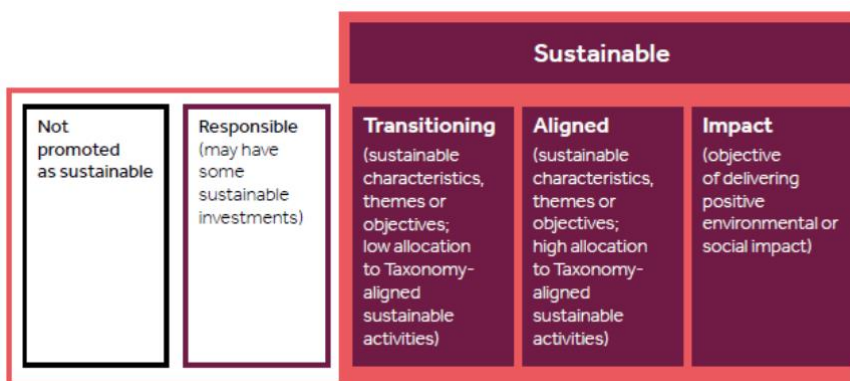 Sustainable
Not
promoted
as sustainable
Responsible
(may have
some
sustainable
investments)
Transitioning
(sustainable
characteristics,
themes or
objectives;
low allocation
to Taxonomy-
aligned
sustainable
activities)
Aligned
(sustainable
characteristics,
themes or
objectives;
high allocation
to Taxonomy-
aligned
sustainable
activities)
Impact
(objective
of delivering
positive
environmental or
social impact)